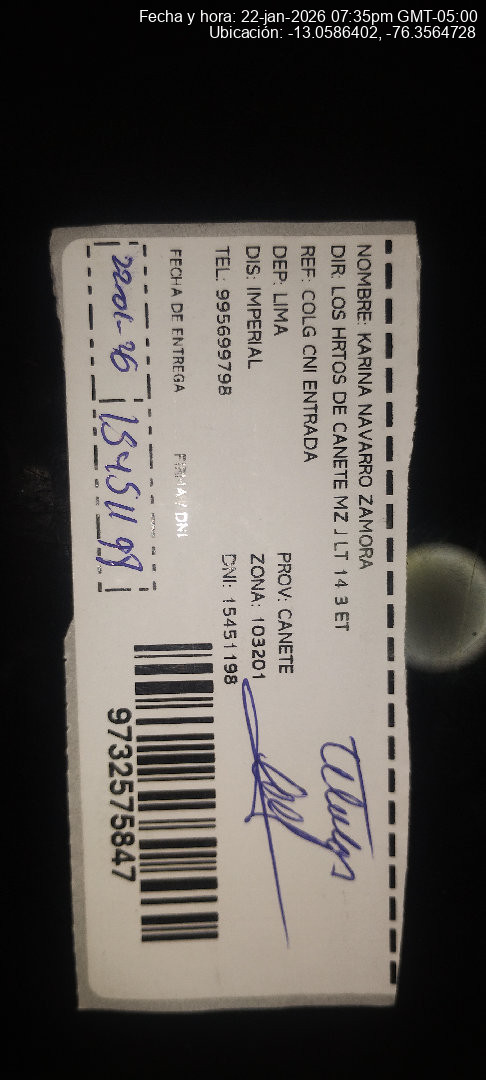 Fecha y hora: 22-jan-2026 07:35pm GMT-05:00
Ubicación: -13.0586402, -76.3564728
NOMBRE: KARINA NAVARRO ZAMORA
DIR: LOS HRTOS DE CANETE MZ J LT 14 3 ET
REF: COLG CNI ENTRADA
DEP: LIMA PROV: CANETE
DIS: IMPERIAL ZONA: 103201
TEL: 995699798 DNI: 15451198
FECHA DE ENTREGA FIRMA / DNI
22-01-26 15451198
9732575847